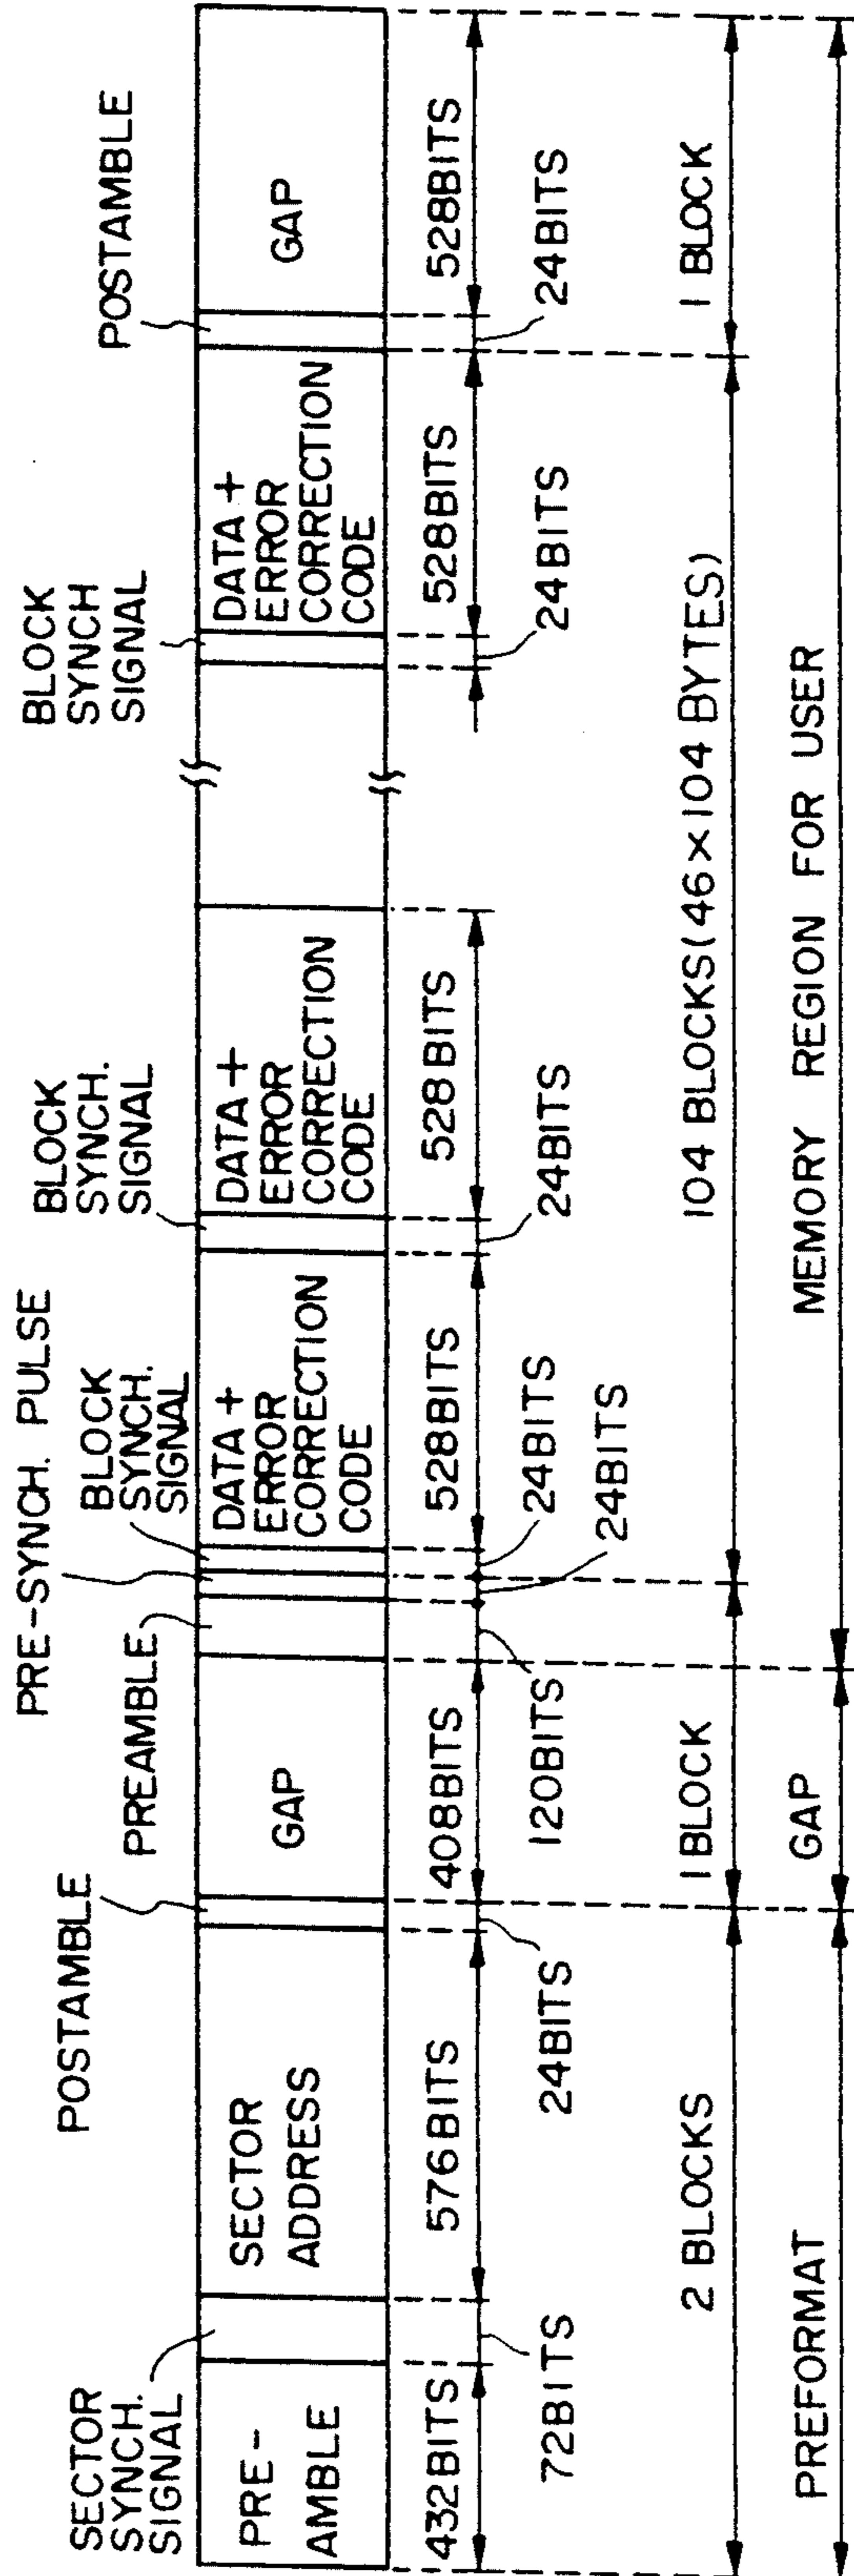 SECTOR
SYNCH.
SIGNAL
POSTAMBLE
PREAMBLE
PRE-SYNCH. PULSE
BLOCK
SYNCH.
SIGNAL
BLOCK
SYNCH.
SIGNAL
BLOCK
SYNCH
SIGNAL
POSTAMBLE
PRE-
AMBLE
SECTOR
ADDRESS
GAP
DATA +
ERROR
CORRECTION
CODE
DATA +
ERROR
CORRECTION
CODE
DATA +
ERROR
CORRECTION
CODE
GAP
432BITS
576BITS
408BITS
528BITS
528 BITS
528BITS
528BITS
72BITS
24BITS
120BITS
24BITS
24BITS
24BITS
24BITS
24BITS
2 BLOCKS
1 BLOCK
104 BLOCKS(46×104 BYTES)
1 BLOCK
PREFORMAT
GAP
MEMORY REGION FOR USER